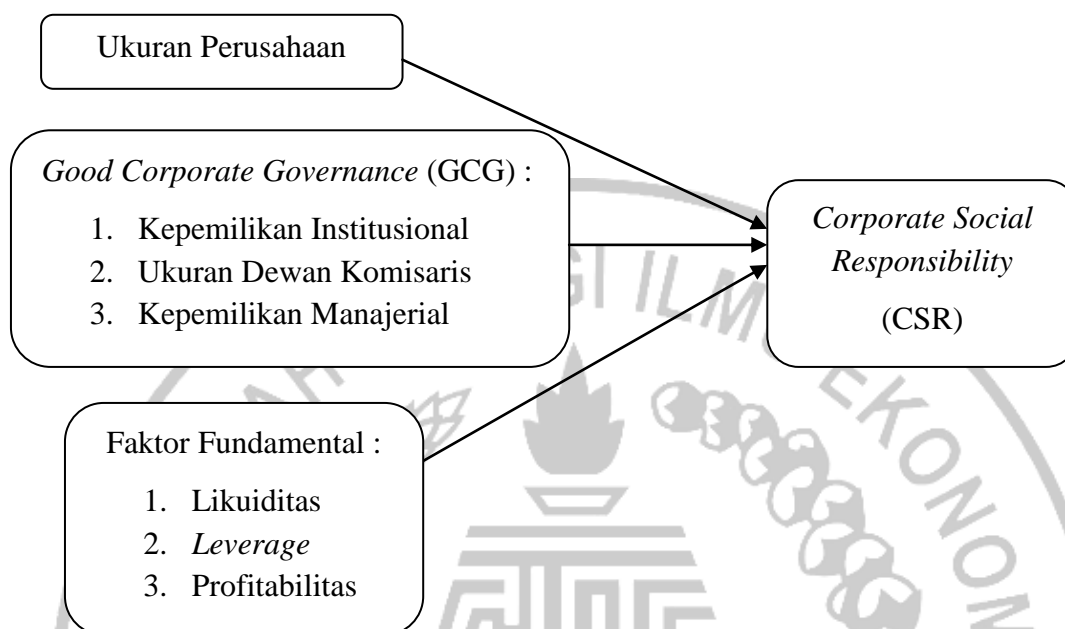 Ukuran Perusahaan
Good Corporate Governance (GCG) :
1. Kepemilikan Institusional
2. Ukuran Dewan Komisaris
3. Kepemilikan Manajerial
Corporate Social
Responsibility
(CSR)
Faktor Fundamental :
1. Likuiditas
2. Leverage
3. Profitabilitas